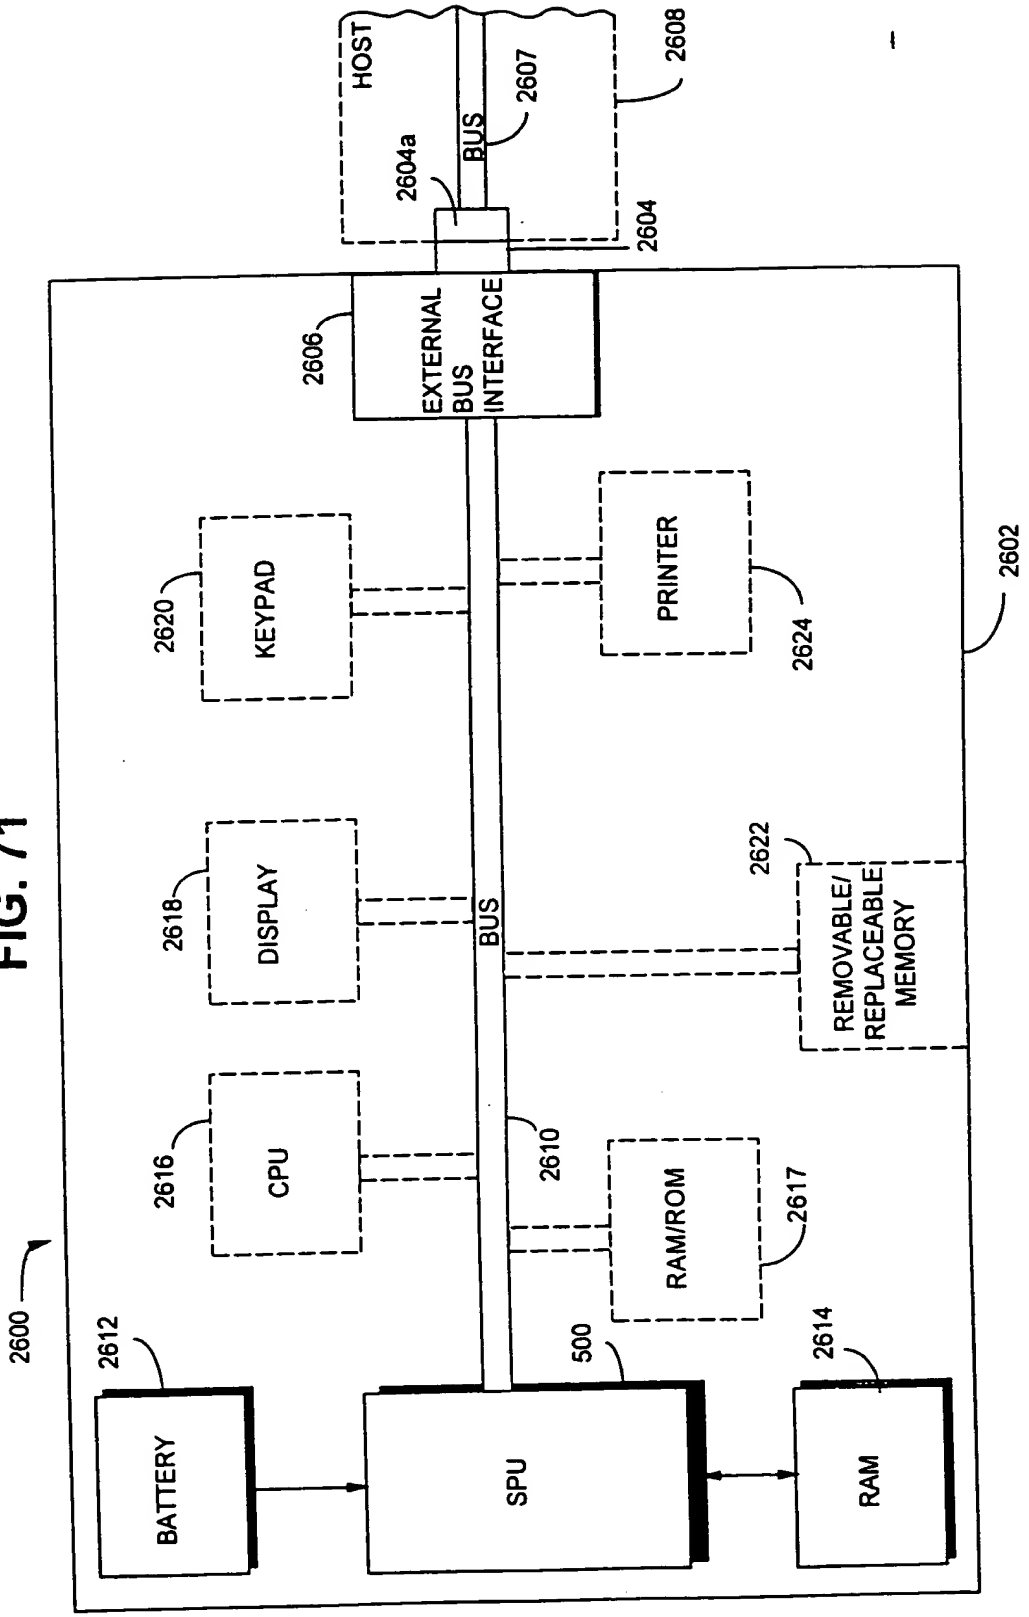 FIG. 71
2600
2612
BATTERY
500
SPU
2614
RAM
2616
CPU
2618
DISPLAY
2620
KEYPAD
2606
EXTERNAL
BUS
INTERFACE
2604a
2604
HOST
BUS
2607
2608
BUS
2610
RAM/ROM
2617
2622
REMOVABLE/
REPLACEABLE
MEMORY
PRINTER
2624
2602